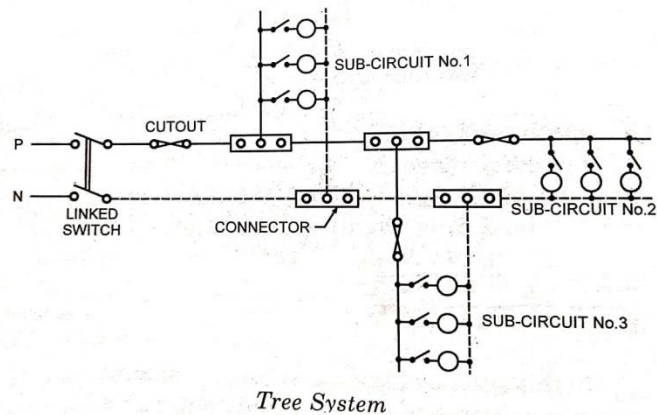 SUB-CIRCUIT No.1
CUTOUT
P
N
LINKED
SWITCH
CONNECTOR
SUB-CIRCUIT No.2
SUB-CIRCUIT No.3
Tree System